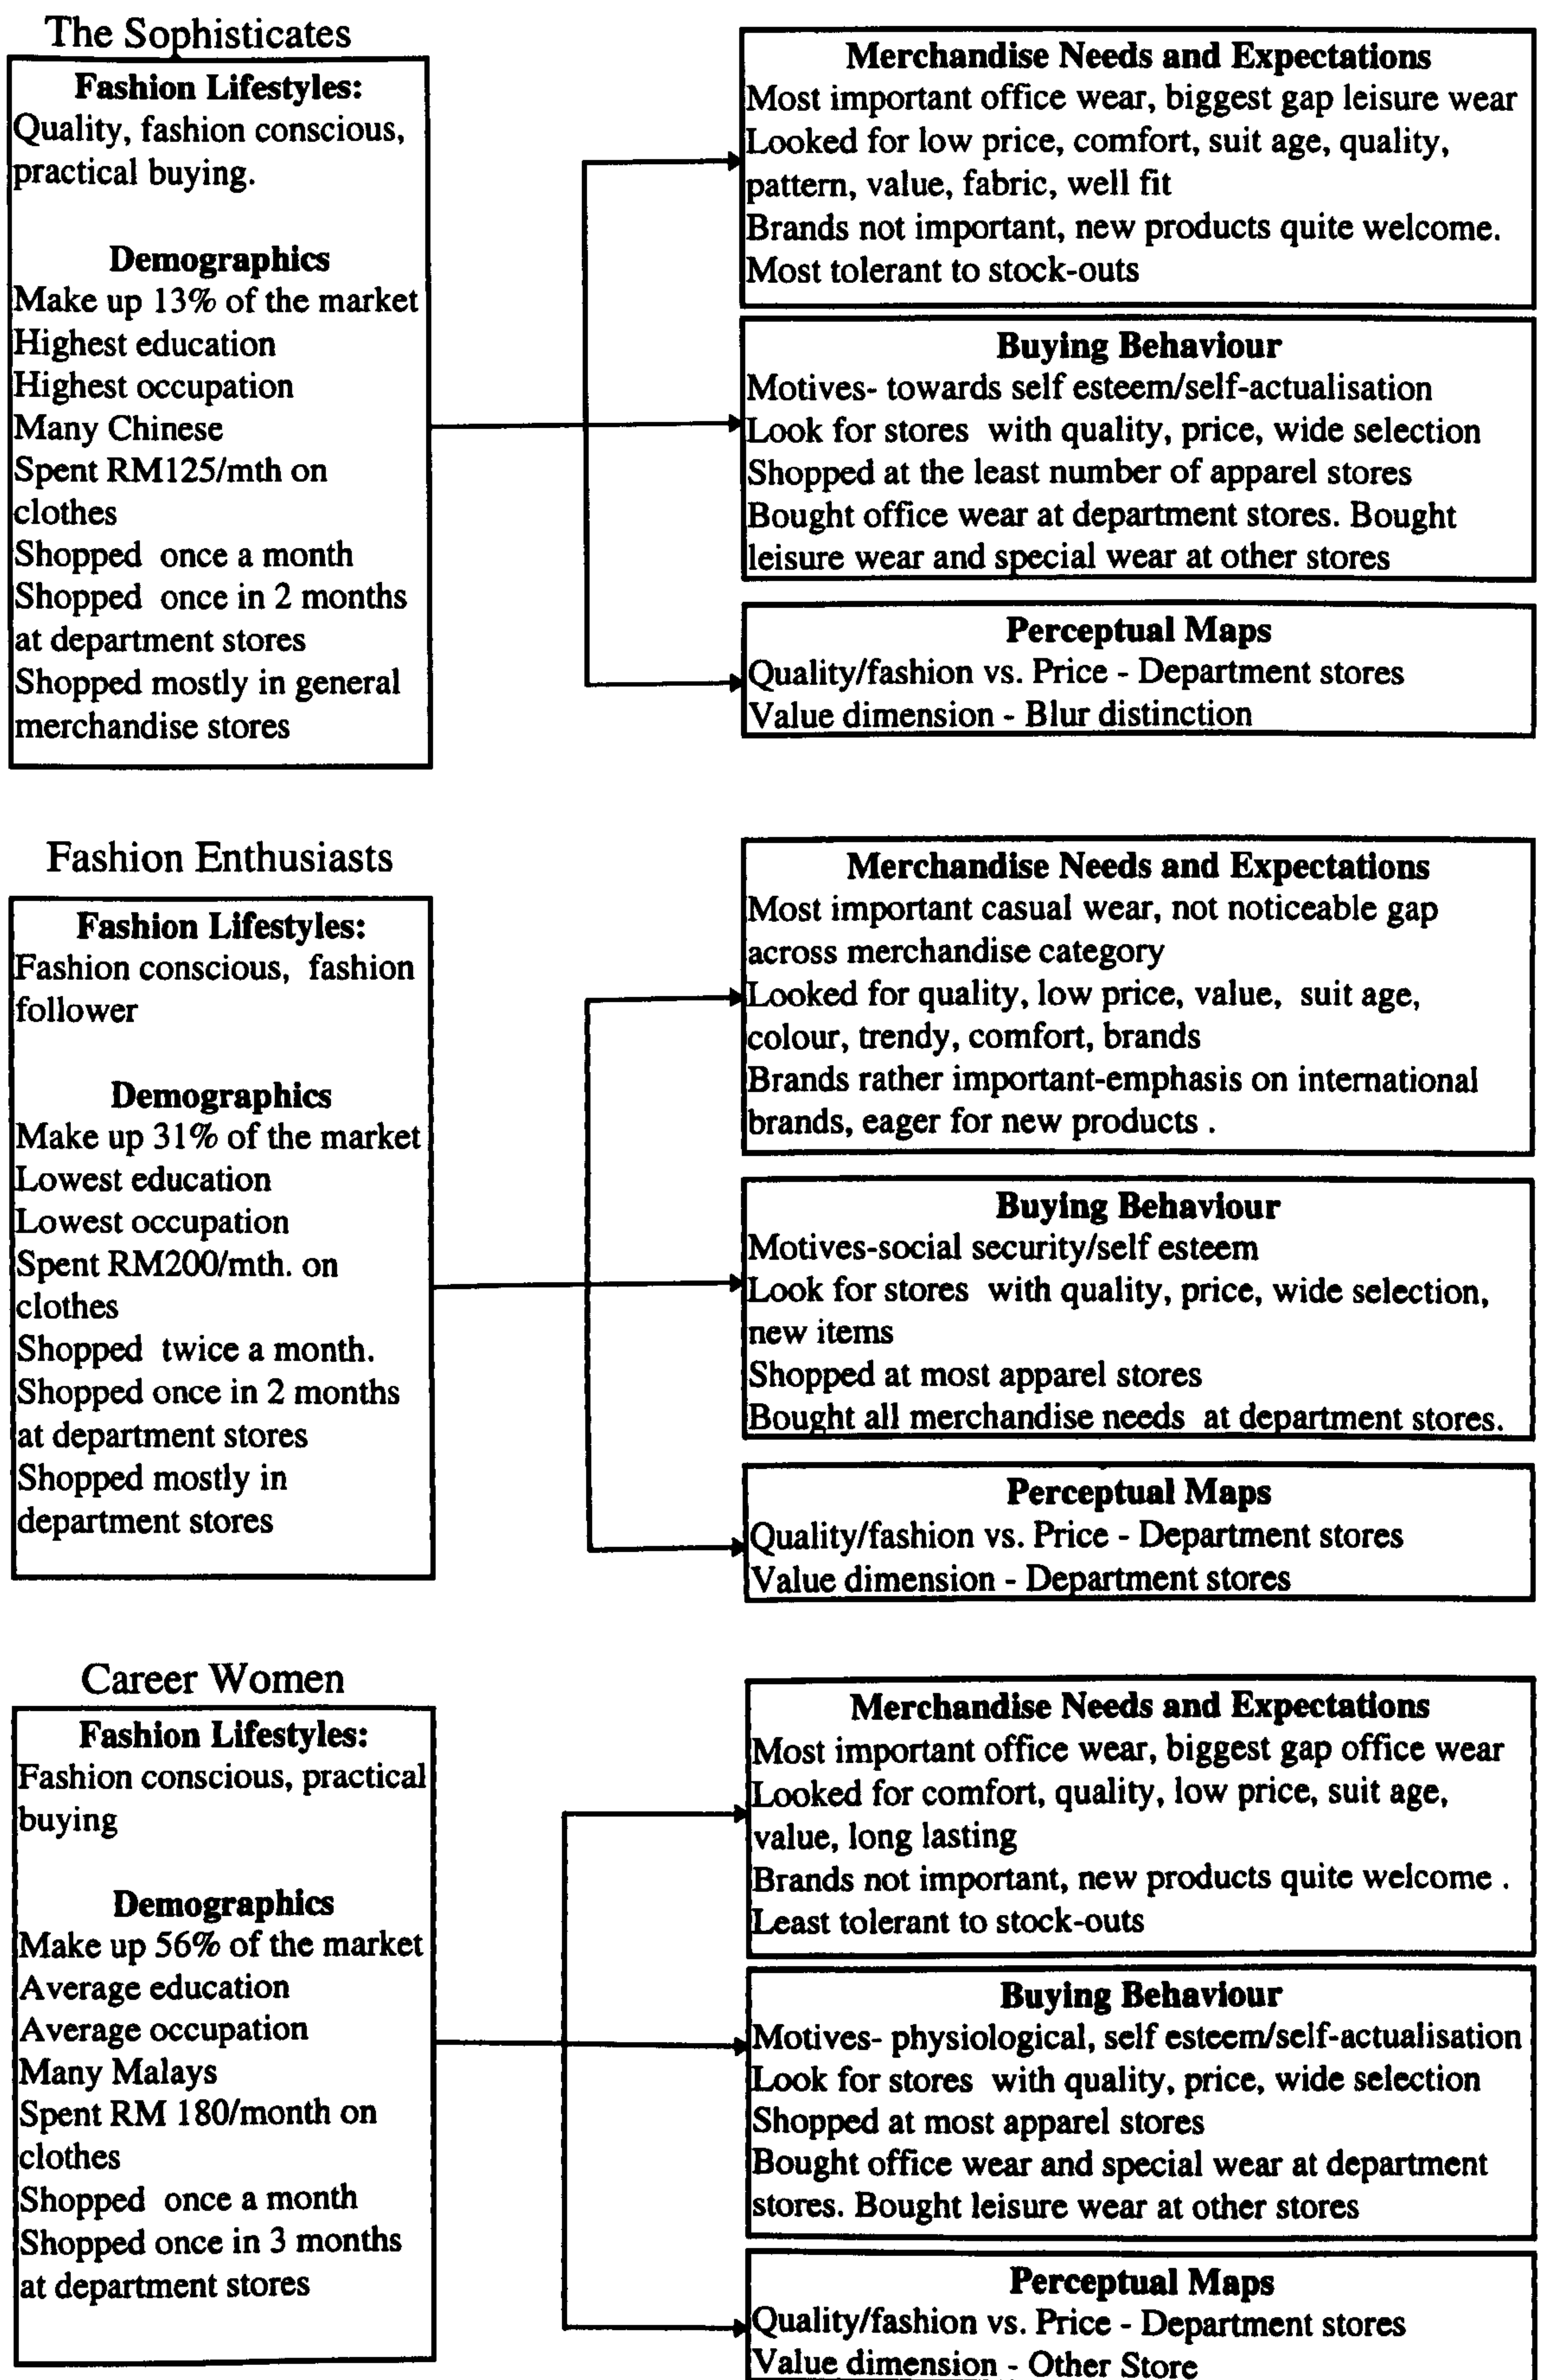 The Sophisticates
Fashion Lifestyles:
Quality, fashion conscious,
practical buying.
Demographics
Make up 13% of the market
Highest education
Highest occupation
Many Chinese
Spent RM125/mth on
clothes
Shopped once a month
Shopped once in 2 months
at department stores
Shopped mostly in general
merchandise stores
Merchandise Needs and Expectations
Most important office wear, biggest gap leisure wear
Looked for low price, comfort, suit age, quality,
pattern, value, fabric, well fit
Brands not important, new products quite welcome.
Most tolerant to stock-outs
Buying Behaviour
Motives- towards self esteem/self-actualisation
Look for stores with quality, price, wide selection
Shopped at the least number of apparel stores
Bought office wear at department stores. Bought
leisure wear and special wear at other stores
Perceptual Maps
Quality/fashion vs. Price - Department stores
Value dimension - Blur distinction
Fashion Enthusiasts
Fashion Lifestyles:
Fashion conscious, fashion
follower
Demographics
Make up 31% of the market
Lowest education
Lowest occupation
Spent RM200/mth. on
clothes
Shopped twice a month.
Shopped once in 2 months
at department stores
Shopped mostly in
department stores
Merchandise Needs and Expectations
Most important casual wear, not noticeable gap
across merchandise category
Looked for quality, low price, value, suit age,
colour, trendy, comfort, brands
Brands rather important-emphasis on international
brands, eager for new products .
Buying Behaviour
Motives-social security/self esteem
Look for stores with quality, price, wide selection,
new items
Shopped at most apparel stores
Bought all merchandise needs at department stores.
Perceptual Maps
Quality/fashion vs. Price - Department stores
Value dimension - Department stores
Career Women
Fashion Lifestyles:
Fashion conscious, practical
buying
Demographics
Make up 56% of the market
Average education
Average occupation
Many Malays
Spent RM 180/month on
clothes
Shopped once a month
Shopped once in 3 months
at department stores
Merchandise Needs and Expectations
Most important office wear, biggest gap office wear
Looked for comfort, quality, low price, suit age,
value, long lasting
Brands not important, new products quite welcome .
Least tolerant to stock-outs
Buying Behaviour
Motives- physiological, self esteem/self-actualisation
Look for stores with quality, price, wide selection
Shopped at most apparel stores
Bought office wear and special wear at department
stores. Bought leisure wear at other stores
Perceptual Maps
Quality/fashion vs. Price - Department stores
Value dimension - Other Store